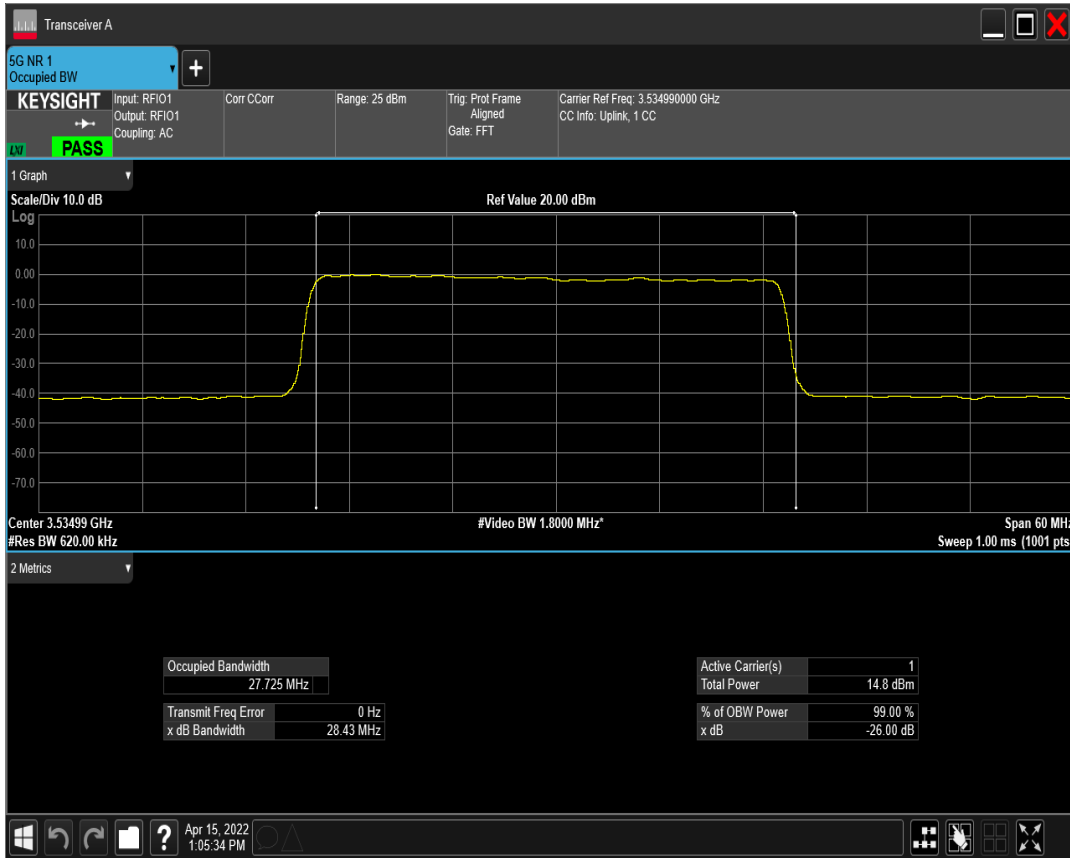 Transceiver A
5G NR 1
Occupied BW
+
KEYSIGHT
LXI
PASS
Input: RFIO1
Output: RFIO1
Coupling: AC
Corr CCorr
Range: 25 dBm
Trig: Prot Frame
Aligned
Gate: FFT
Carrier Ref Freq: 3.534990000 GHz
CC Info: Uplink, 1 CC
1 Graph
Scale/Div 10.0 dB
Ref Value 20.00 dBm
Log
10.0
0.00
-10.0
-20.0
-30.0
-40.0
-50.0
-60.0
-70.0
Center 3.53499 GHz
#Video BW 1.8000 MHz*
Span 60 MHz
#Res BW 620.00 kHz
Sweep 1.00 ms (1001 pts
2 Metrics
Occupied Bandwidth
27.725 MHz
Transmit Freq Error 0 Hz
x dB Bandwidth 28.43 MHz
Active Carrier(s) 1
Total Power 14.8 dBm
% of OBW Power 99.00 %
x dB -26.00 dB
?
Apr 15, 2022
1:05:34 PM